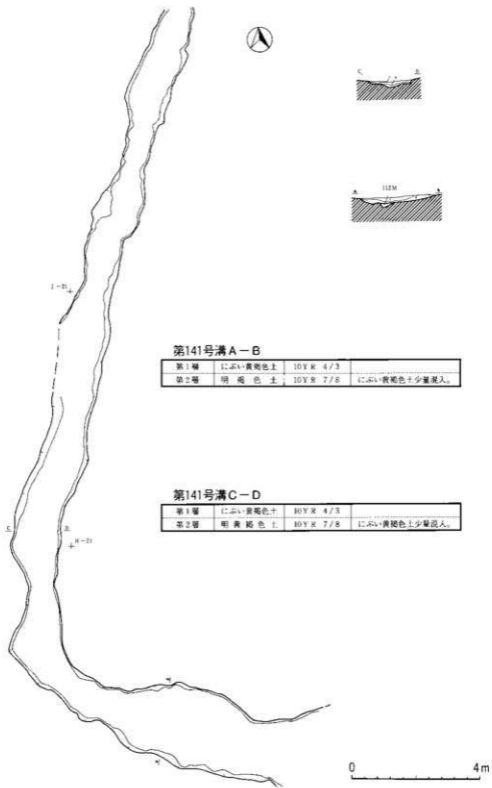 C
D
A
B
112M
第141号溝A－B
第1層 にぶい黄褐色土 10YR 4/3
第2層 明褐色土 10YR 7/8 にぶい黄褐色土少量混入。
第141号溝C－D
第1層 にぶい黄褐色土 10YR 4/3
第2層 明黄褐色土 10YR 7/8 にぶい黄褐色土少量混入。
C
D
A
0
4m